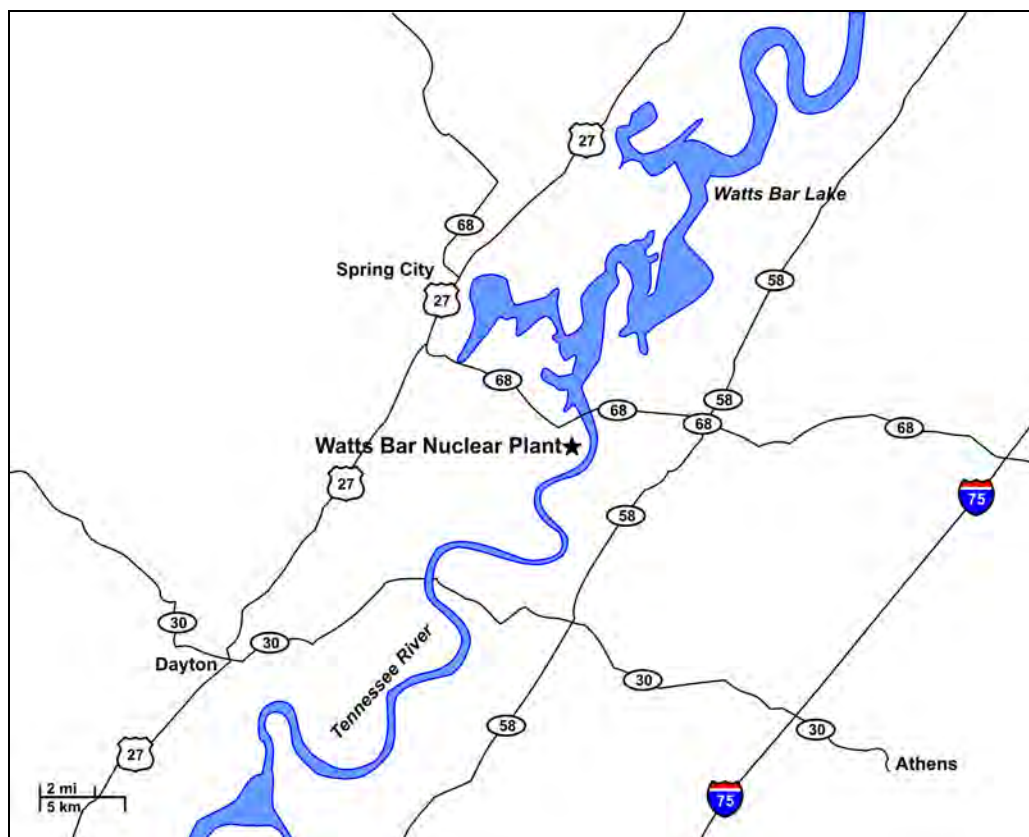 27
Watts Bar Lake
68
Spring City
58
27
68
58
68
68
68
Watts Bar Nuclear Plant
27
75
58
30
30
Dayton
Tennessee River
30
58
30
27
Athens
2 mi
5 km
75